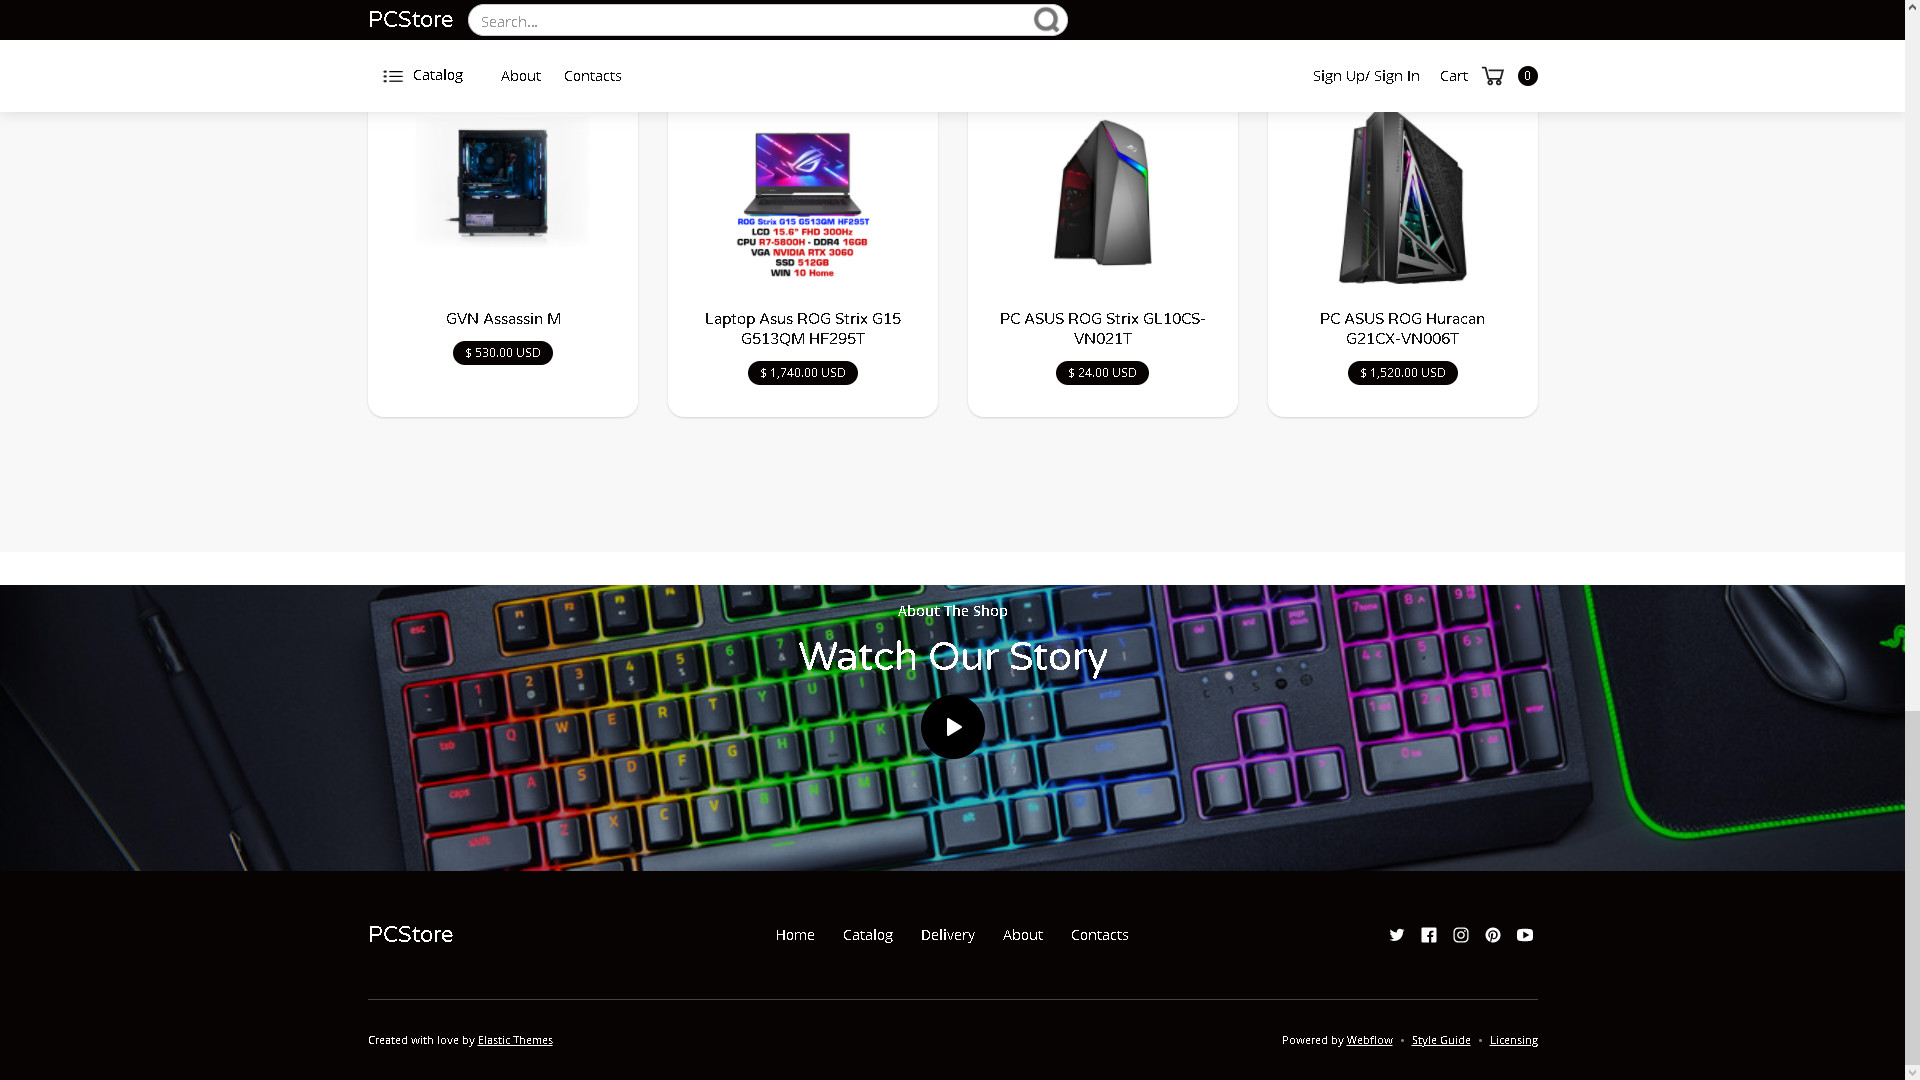 PCStore
Search...
Catalog
About
Contacts
Sign Up/ Sign In
Cart
0
ROG Strix G15 G513QM HF295T
LCD 15.6" FHD 300Hz
CPU R7-5800H - DDR4 16GB
VGA NVIDIA RTX 3060
SSD 512GB
WIN 10 Home
GVN Assassin M
$ 530.00 USD
Laptop Asus ROG Strix G15
G513QM HF295T
$ 1,740.00 USD
PC ASUS ROG Strix GL10CS-
VN021T
$ 24.00 USD
PC ASUS ROG Huracan
G21CX-VN006T
$ 1,520.00 USD
About The Shop
Watch Our Story
PCStore
Home
Catalog
Delivery
About
Contacts
Created with love by Elastic Themes
Powered by Webflow • Style Guide • Licensing